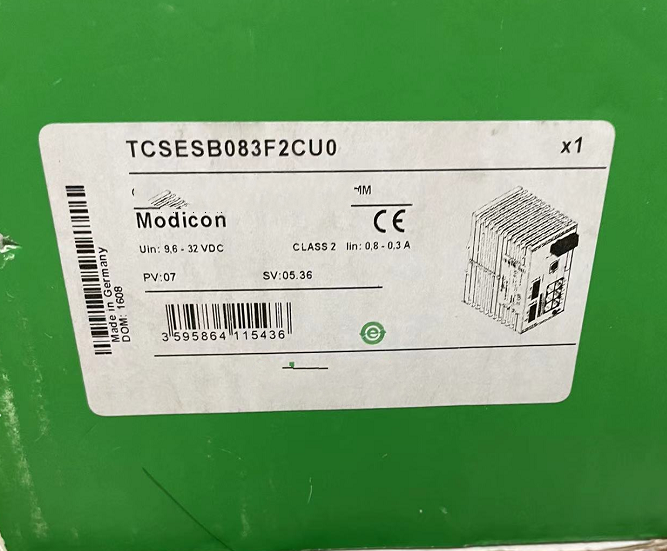 TCSESB083F2CU0 x1
Modicon CE
Uin: 9,6 - 32 VDC CLASS 2 Iin: 0,8 - 0,3 A
PV:07 SV:05.36
3 595864 115436
Made in Germany
DOM: 1608